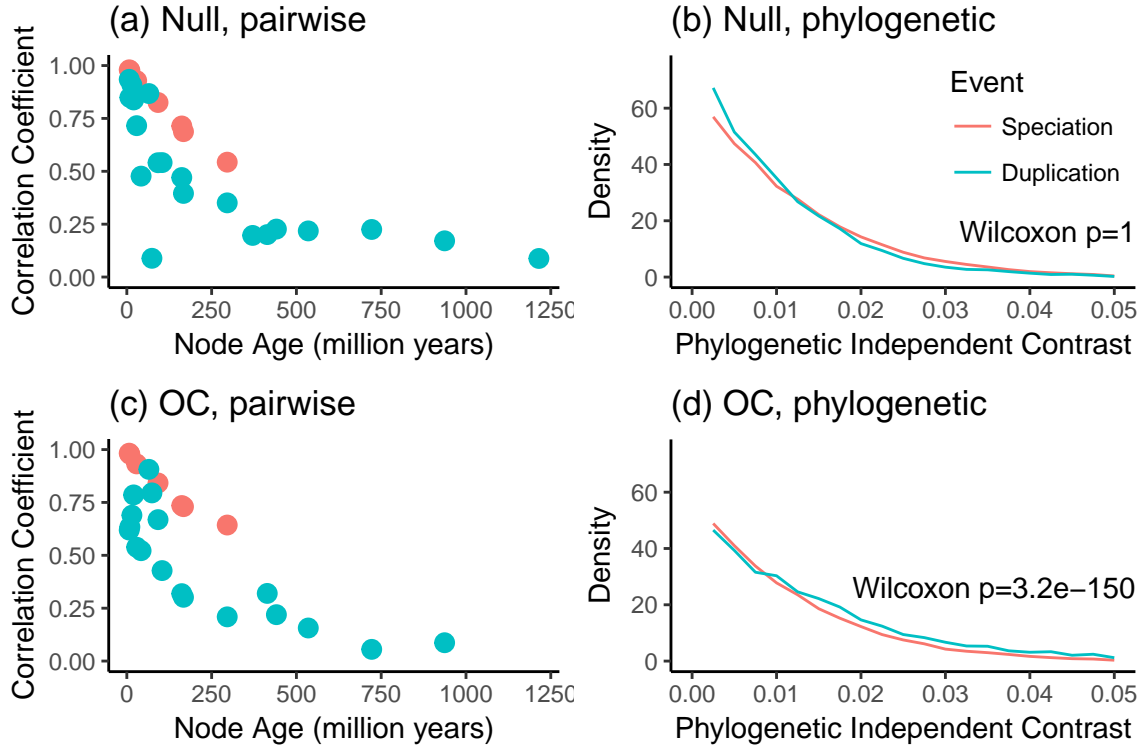 (a) Null, pairwise
Correlation Coefficient
1.00
0.75
0.50
0.25
0.00
0 250 500 750 1000 1250
Node Age (million years)
(b) Null, phylogenetic
Density
60
40
20
0
Event
Speciation
Duplication
Wilcoxon p=1
0.00 0.01 0.02 0.03 0.04 0.05
Phylogenetic Independent Contrast
(c) OC, pairwise
Correlation Coefficient
1.00
0.75
0.50
0.25
0.00
0 250 500 750 1000 1250
Node Age (million years)
(d) OC, phylogenetic
Density
60
40
20
0
Wilcoxon p=3.2e−150
0.00 0.01 0.02 0.03 0.04 0.05
Phylogenetic Independent Contrast